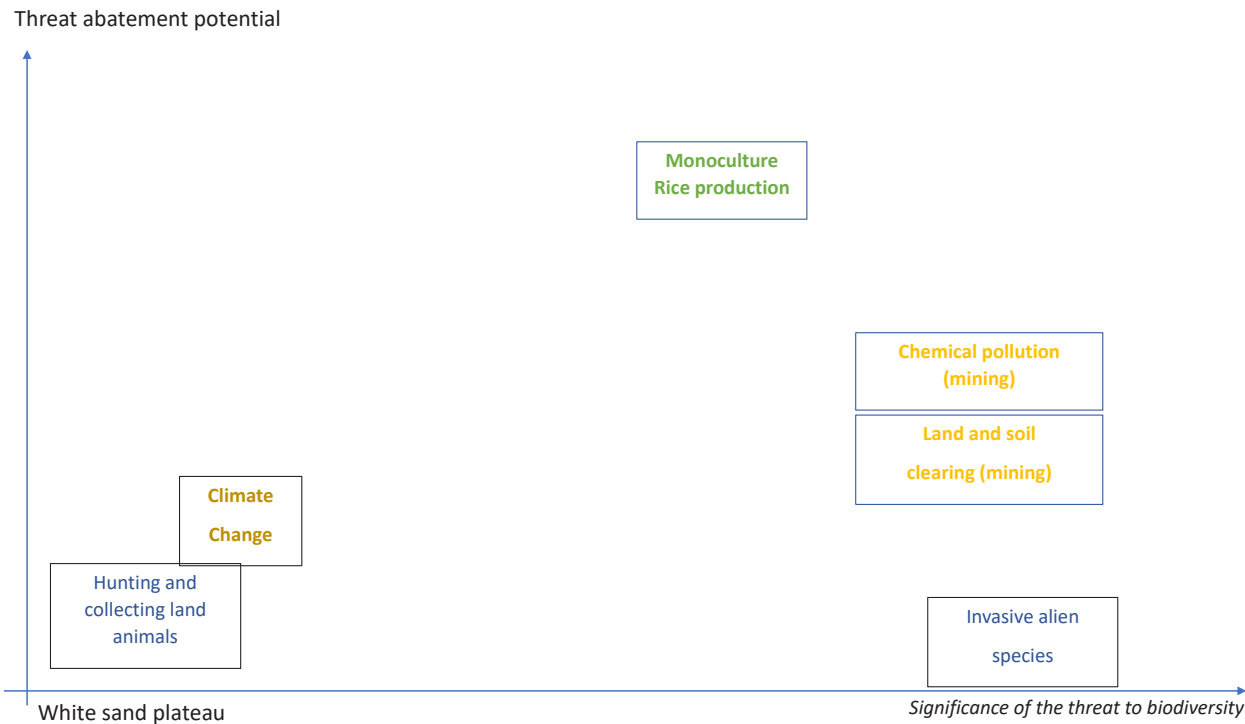 Threat abatement potential
Monoculture
Rice production
Chemical pollution
(mining)
Land and soil
clearing (mining)
Climate
Change
Hunting and
collecting land
animals
Invasive alien
species
White sand plateau
Significance of the threat to biodiversity